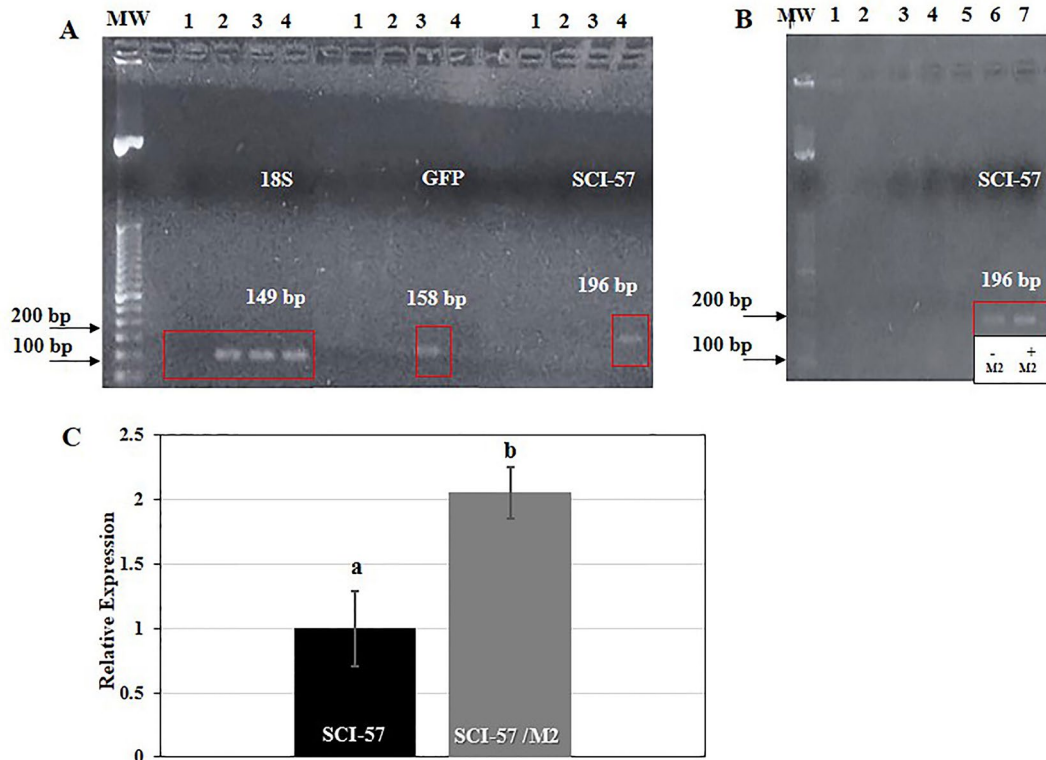 A
MW 1 2 3 4 1 2 3 4 1 2 3 4
18S GFP SCI-57
149 bp 158 bp 196 bp
200 bp
100 bp
B
MW 1 2 3 4 5 6 7
SCI-57
196 bp
200 bp
100 bp
- +
M2 M2
C
Relative Expression
2.5
2
1.5
1
0.5
0
a
b
SCI-57
SCI-57 /M2